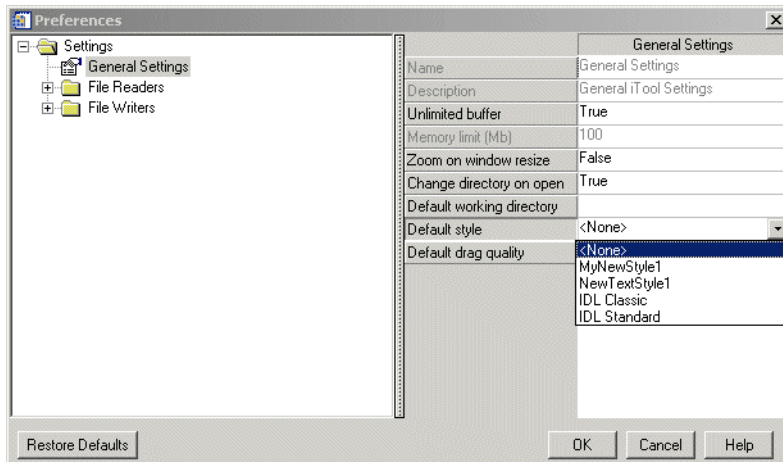 Preferences
Settings
General Settings
File Readers
File Writers
General Settings
Name General Settings
Description General iTool Settings
Unlimited buffer True
Memory limit (Mb) 100
Zoom on window resize False
Change directory on open True
Default working directory
Default style <None>
Default drag quality
<None>
MyNewStyle1
NewTextStyle1
IDL Classic
IDL Standard
Restore Defaults OK Cancel Help